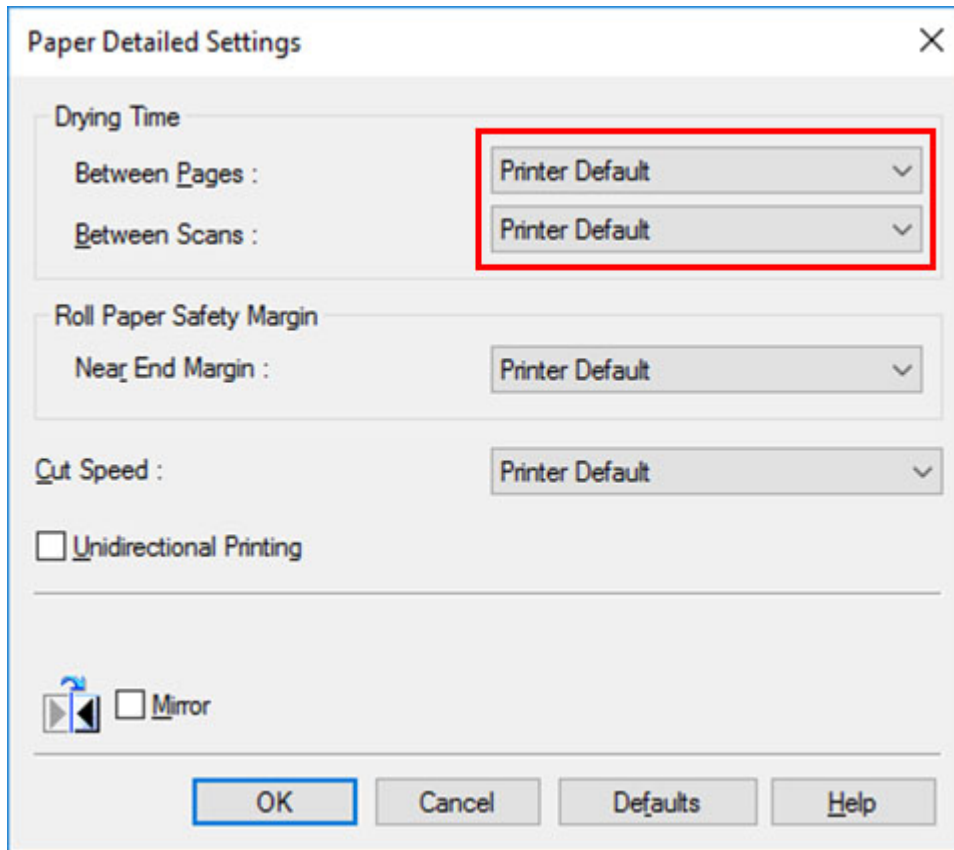 Paper Detailed Settings
Drying Time
Between Pages : Printer Default
Between Scans : Printer Default
Roll Paper Safety Margin
Near End Margin : Printer Default
Cut Speed : Printer Default
Unidirectional Printing
Mirror
OK Cancel Defaults Help